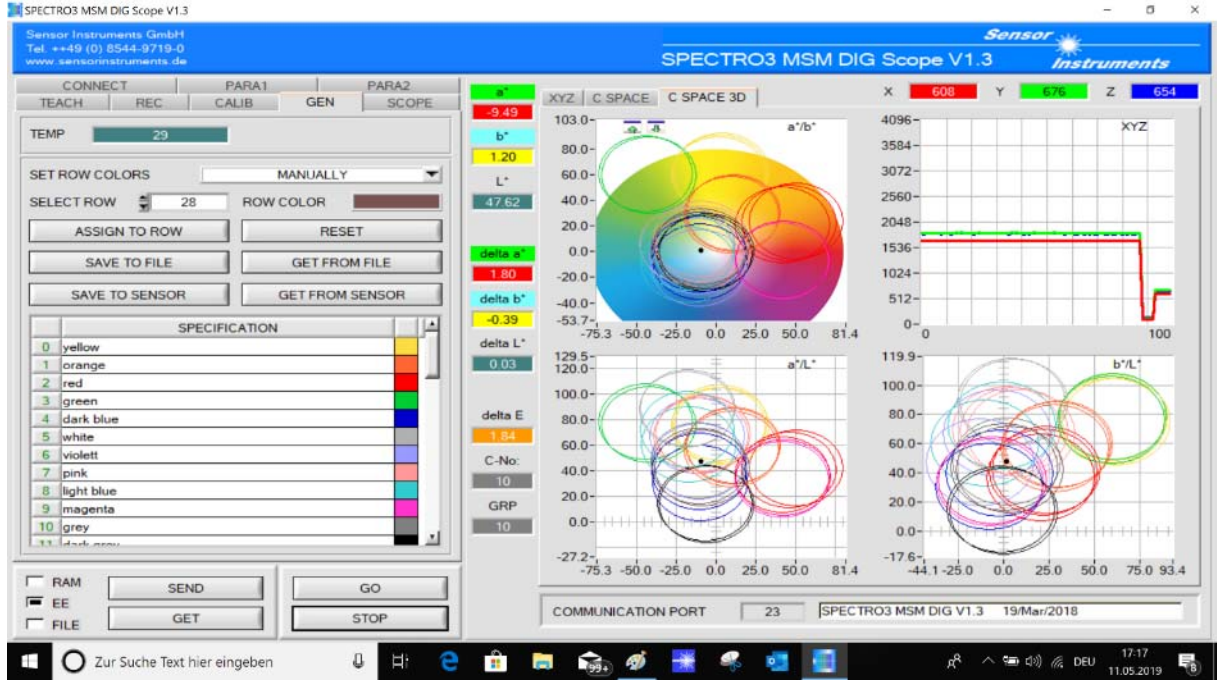 SPECTRO3 MSM DIG Scope V1.3
Sensor Instruments GmbH
Tel. ++49 (0) 8544-9719-0
www.sensorinstruments.de
SPECTRO3 MSM DIG Scope V1.3
Sensor
Instruments
CONNECT PARA1 PARA2
TEACH REC CALIB GEN SCOPE
TEMP 29
SET ROW COLORS MANUALLY
SELECT ROW 28 ROW COLOR
ASSIGN TO ROW RESET
SAVE TO FILE GET FROM FILE
SAVE TO SENSOR GET FROM SENSOR
SPECIFICATION
0 yellow
1 orange
2 red
3 green
4 dark blue
5 white
6 violett
7 pink
8 light blue
9 magenta
10 grey
11 dark grey
RAM
EE
FILE
SEND
GET
GO
STOP
a*
-9.49
b*
1.20
L*
47.62
delta a*
1.80
delta b*
-0.39
delta L*
0.03
delta E
1.84
C-No:
10
GRP
10
XYZ C SPACE C SPACE 3D
X 608 Y 676 Z 654
a*/b*
103.0
80.0
60.0
40.0
20.0
0.0
-20.0
-40.0
-53.7
-75.3 -50.0 -25.0 0.0 25.0 50.0 81.4
XYZ
4096
3584
3072
2560
2048
1536
1024
512
0
0 100
a*/L*
129.5
120.0
100.0
80.0
60.0
40.0
20.0
0.0
-27.2
-75.3 -50.0 -25.0 0.0 25.0 50.0 81.4
b*/L*
119.9
100.0
80.0
60.0
40.0
20.0
0.0
-17.6
-44.1 -25.0 0.0 25.0 50.0 75.0 93.4
COMMUNICATION PORT 23 SPECTRO3 MSM DIG V1.3 19/Mar/2018
Zur Suche Text hier eingeben
99+
DEU
17:17
11.05.2019
8